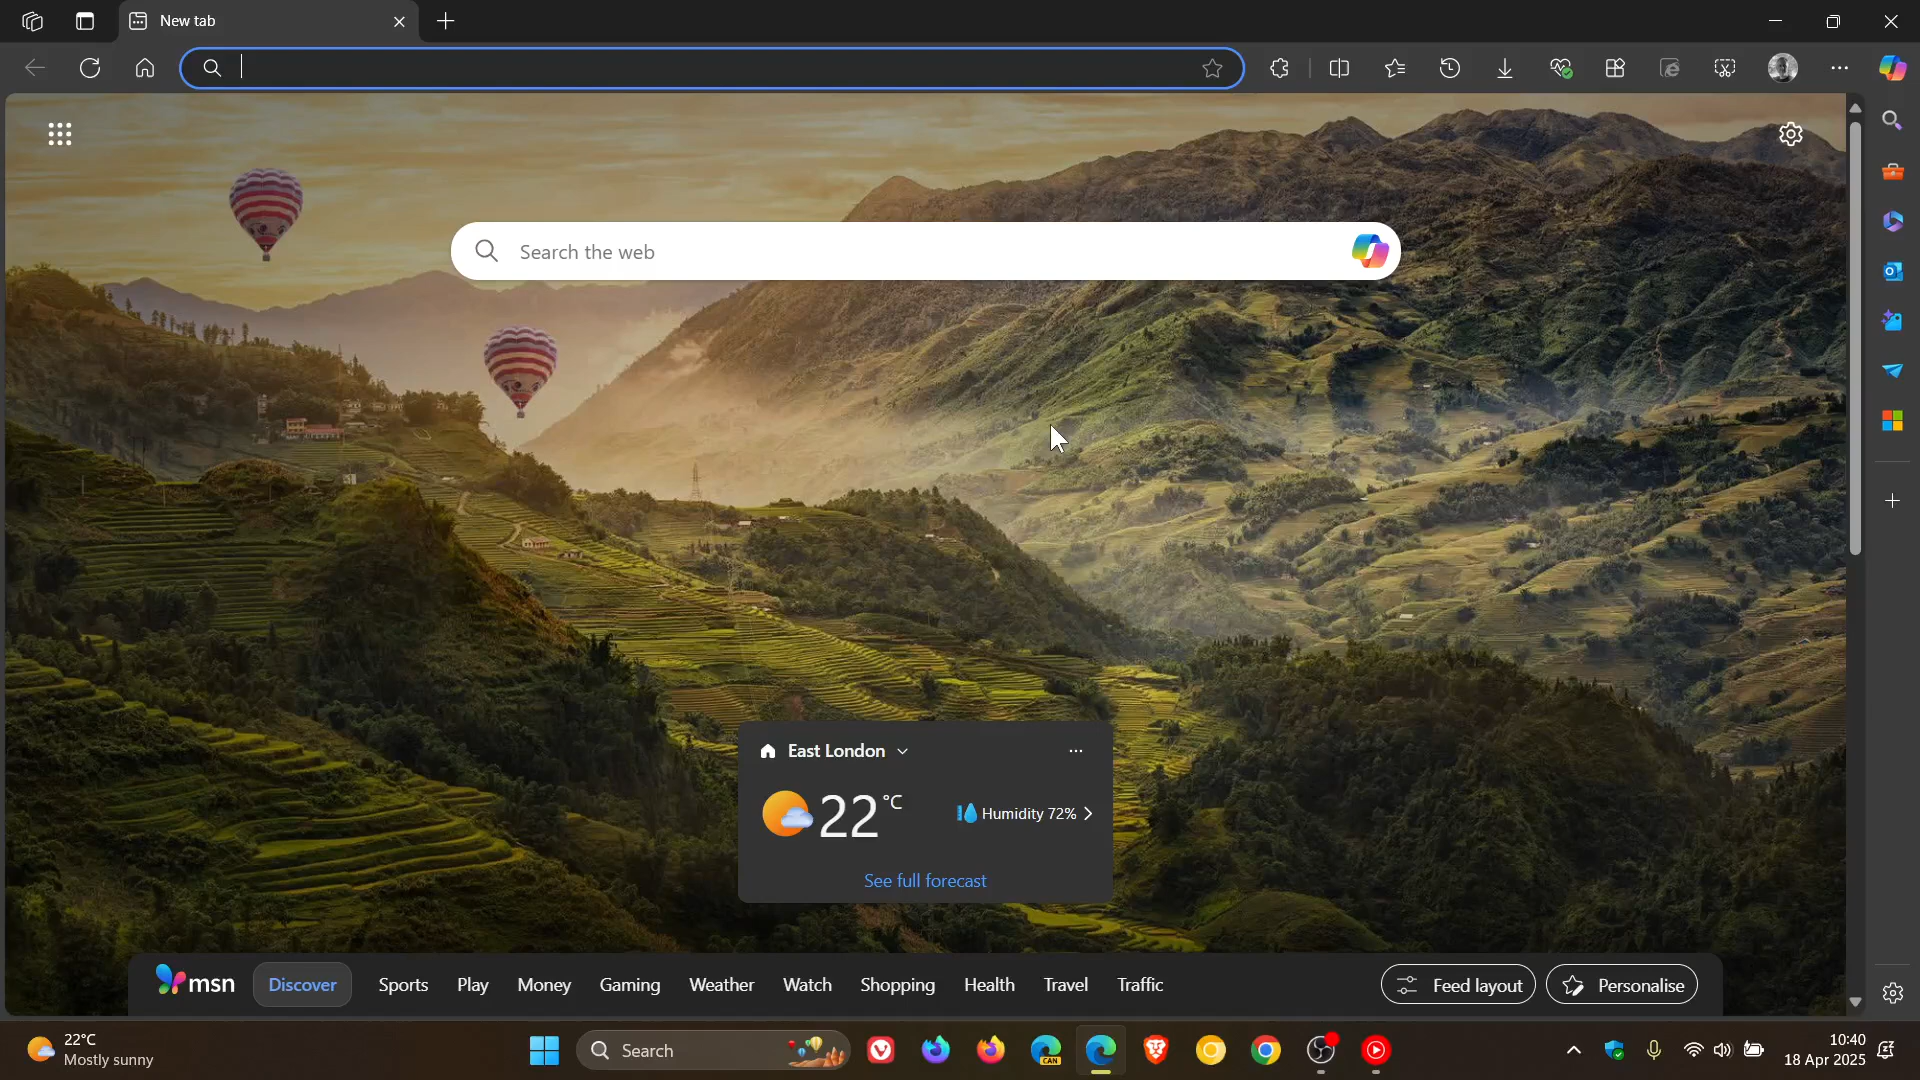 New tab
Search the web
East London
22 °C
Humidity 72%
See full forecast
msn
Discover
Sports
Play
Money
Gaming
Weather
Watch
Shopping
Health
Travel
Traffic
Feed layout
Personalise
22°C
Mostly sunny
Search
CAN
10:40
18 Apr 2025